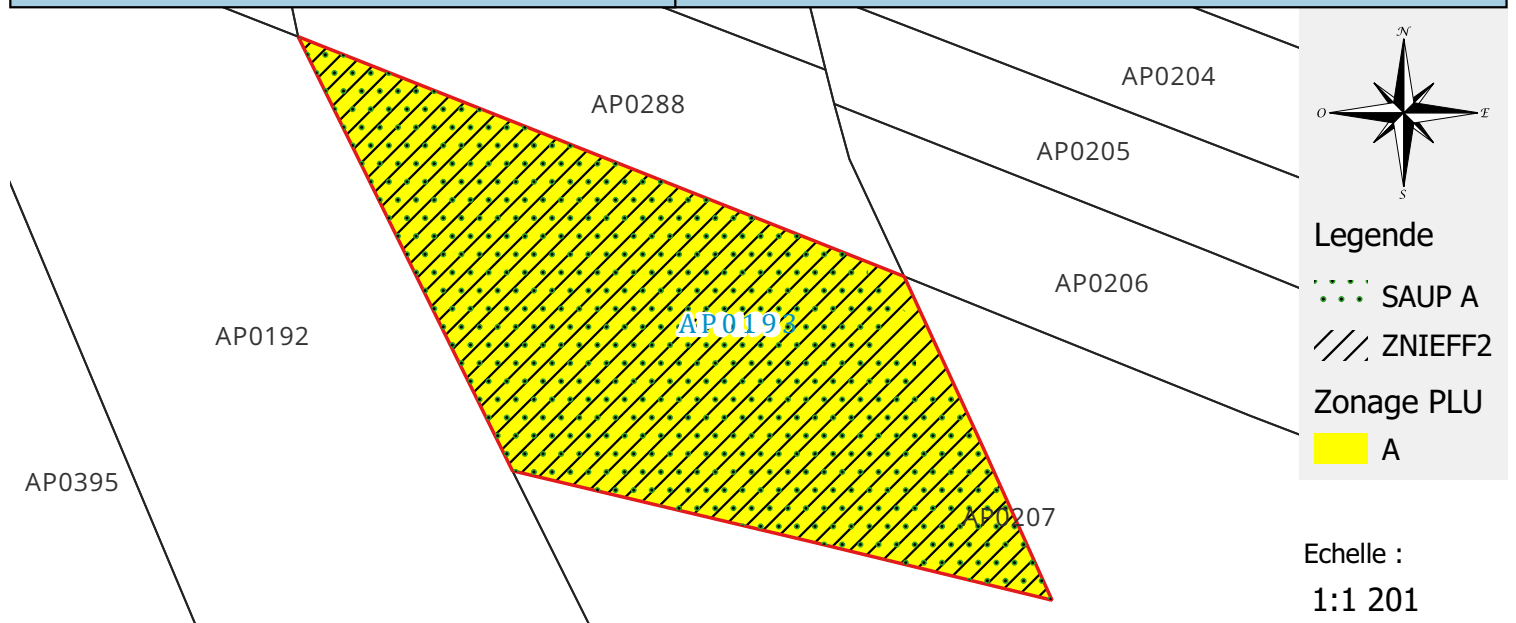 N
O
E
S
AP0204
AP0288
AP0205
AP0206
AP0193
AP0192
AP0395
AP0207
Legende
SAUP A
ZNIEFF2
Zonage PLU
A
Echelle :
1:1 201